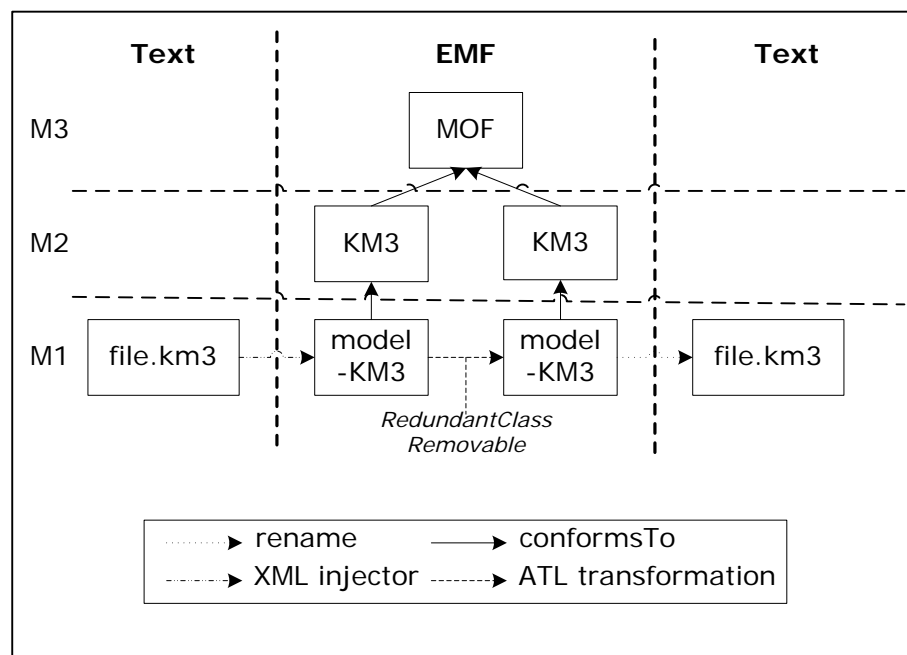 Text
EMF
Text
M3
MOF
M2
KM3
KM3
M1
file.km3
model
-KM3
model
-KM3
file.km3
RedundantClass
Removable
rename
conformsTo
XML injector
ATL transformation